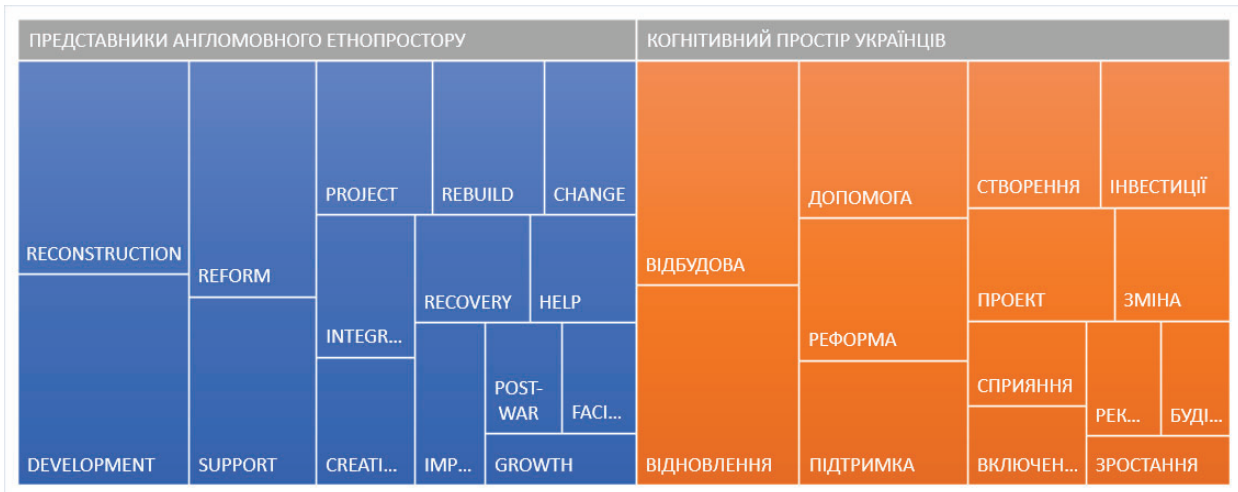 ПРЕДСТАВНИКИ АНГЛОМОВНОГО ЕТНОПРОСТОРУ
RECONSTRUCTION
DEVELOPMENT
REFORM
SUPPORT
PROJECT
REBUILD
CHANGE
INTEGR...
CREATI...
RECOVERY
HELP
IMP...
POST-
WAR
FACI...
GROWTH
КОГНІТИВНИЙ ПРОСТІР УКРАЇНЦІВ
ВІДБУДОВА
ВІДНОВЛЕННЯ
ДОПОМОГА
РЕФОРМА
ПІДТРИМКА
СТВОРЕННЯ
ІНВЕСТИЦІЇ
ПРОЕКТ
ЗМІНА
СПРИЯННЯ
ВКЛЮЧЕН...
РЕК...
БУДІ...
ЗРОСТАННЯ